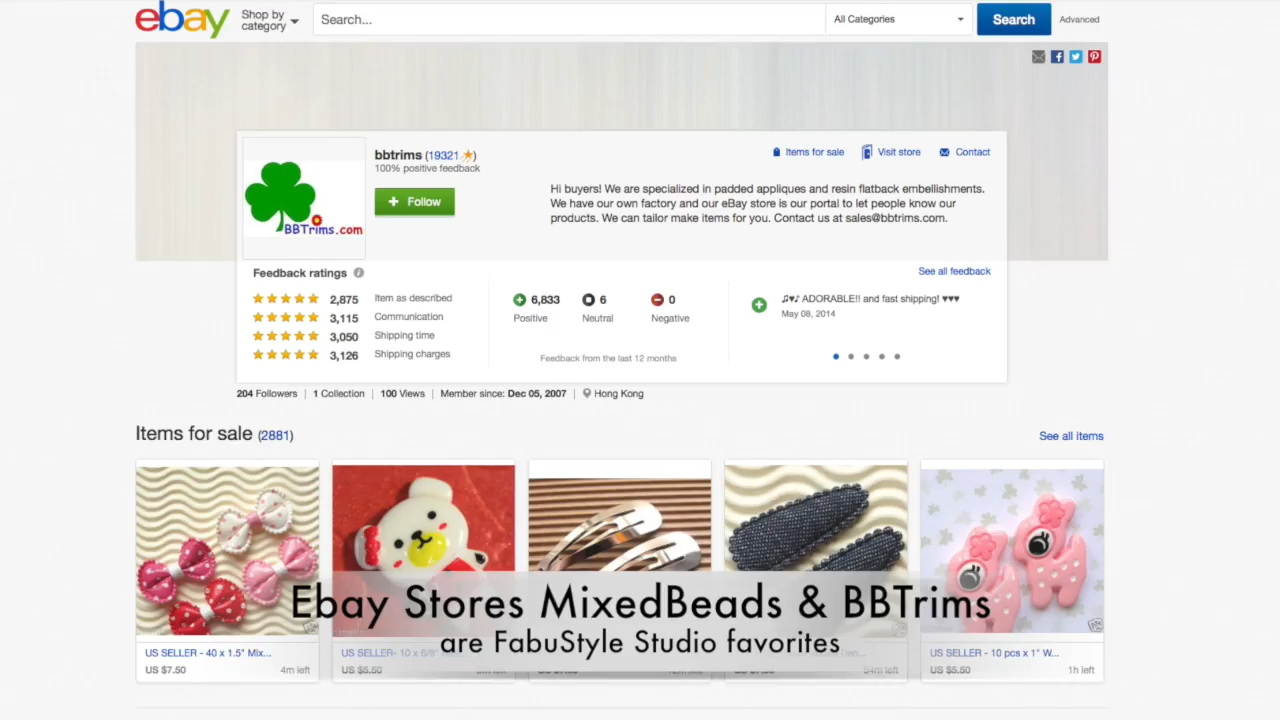 ebay
Shop by
category
Search...
All Categories
Search
Advanced
bbtrims (19321)
100% positive feedback
Follow
Items for sale
Visit store
Contact
Hi buyers! We are specialized in padded appliques and resin flatback embellishments.
We have our own factory and our eBay store is our portal to let people know our
products. We can tailor make items for you. Contact us at sales@bbtrims.com.
BBTrims.com
Feedback ratings
See all feedback
2,875 Item as described
3,115 Communication
3,050 Shipping time
3,126 Shipping charges
6,833
Positive
6
Neutral
0
Negative
Feedback from the last 12 months
♫♥♪ ADORABLE!! and fast shipping! ♥♥♥
May 08, 2014
204 Followers | 1 Collection | 100 Views | Member since: Dec 05, 2007 | Hong Kong
Items for sale (2881)
See all items
Ebay Stores MixedBeads & BBTrims
are FabuStyle Studio favorites
US SELLER - 40 x 1.5" Mix...
US $7.50 4m left
US SELLER- 10 x 6/8"
US $5.50
US SELLER - 10 pcs x 1" W...
US $5.50 1h left